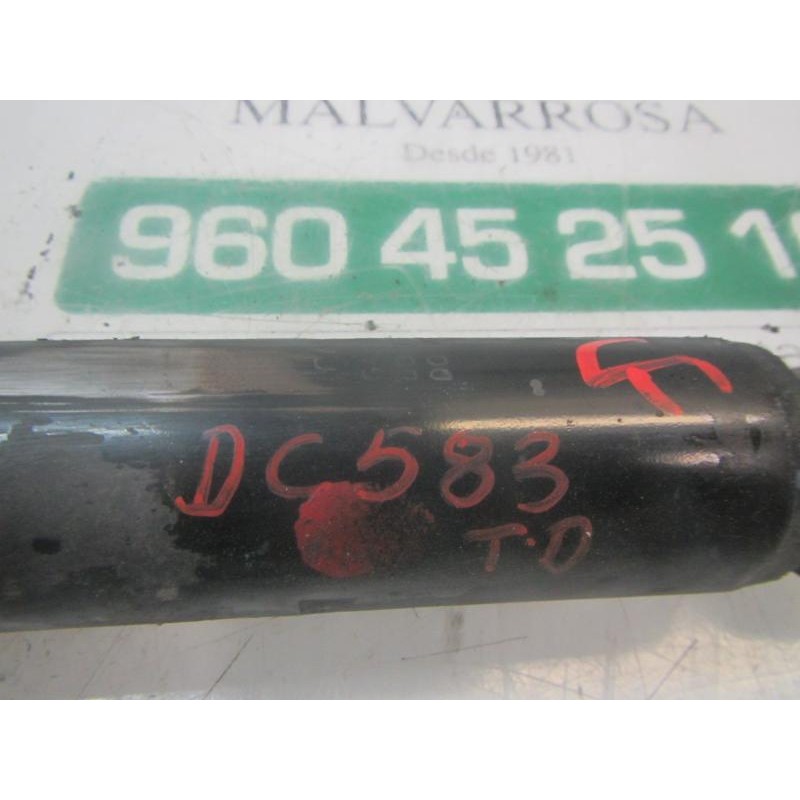 MALVARROSA
Desde 1981
960 45 25 1
DC583
T.D